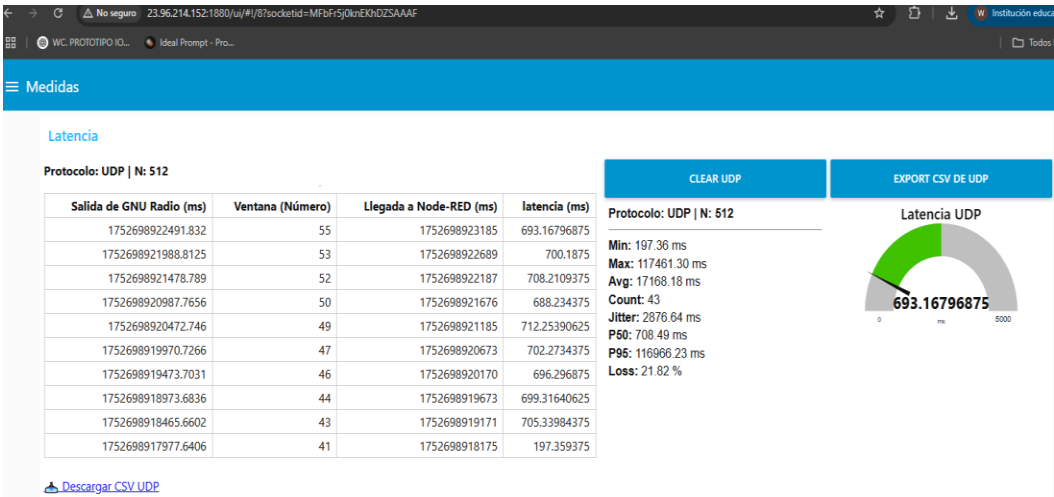 No seguro 23.96.214.152:1880/ui/#!/8?socketid=MFbFr5j0knEKhDZSAAAF
W Institución educa
WC. PROTOTIPO IO... Ideal Prompt - Pro... Todos
Medidas
Latencia
Protocolo: UDP | N: 512
Salida de GNU Radio (ms) Ventana (Número) Llegada a Node-RED (ms) latencia (ms)
1752698922491.832 55 1752698923185 693.16796875
1752698921988.8125 53 1752698922689 700.1875
1752698921478.789 52 1752698922187 708.2109375
1752698920987.7656 50 1752698921676 688.234375
1752698920472.746 49 1752698921185 712.25390625
1752698919970.7266 47 1752698920673 702.2734375
1752698919473.7031 46 1752698920170 696.296875
1752698918973.6836 44 1752698919673 699.31640625
1752698918465.6602 43 1752698919171 705.33984375
1752698917977.6406 41 1752698918175 197.359375
Descargar CSV UDP
CLEAR UDP
EXPORT CSV DE UDP
Protocolo: UDP | N: 512
Min: 197.36 ms
Max: 117461.30 ms
Avg: 17168.18 ms
Count: 43
Jitter: 2876.64 ms
P50: 708.49 ms
P95: 116966.23 ms
Loss: 21.82 %
Latencia UDP
693.16796875
0 ms 5000